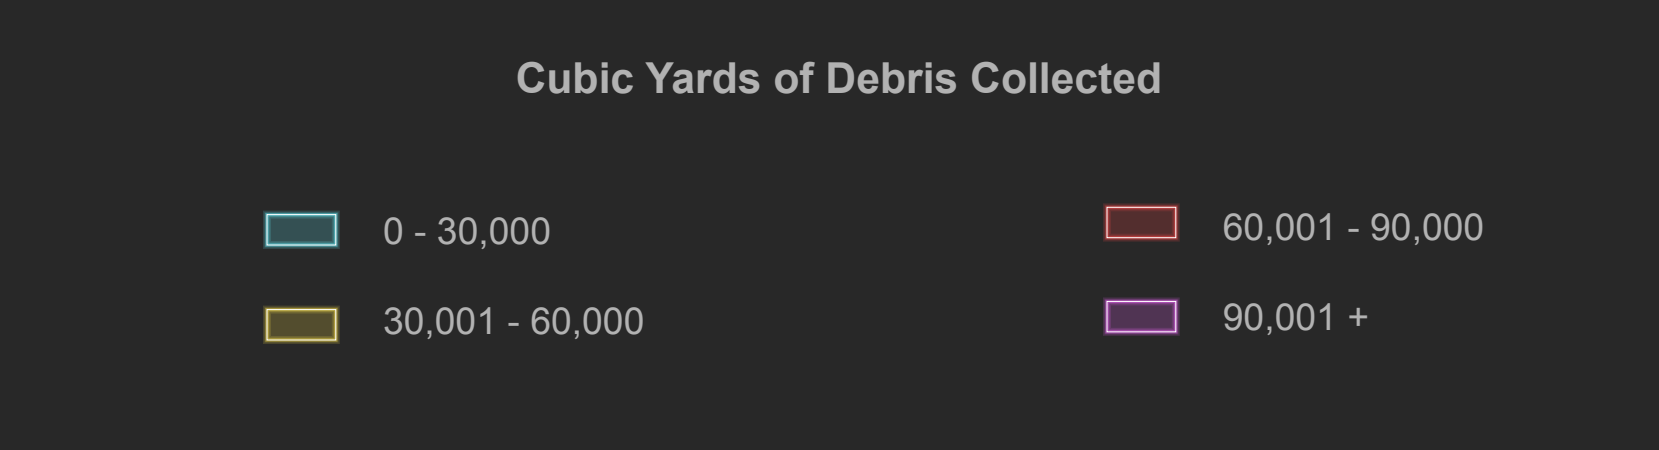 Cubic Yards of Debris Collected
0 - 30,000
30,001 - 60,000
60,001 - 90,000
90,001 +